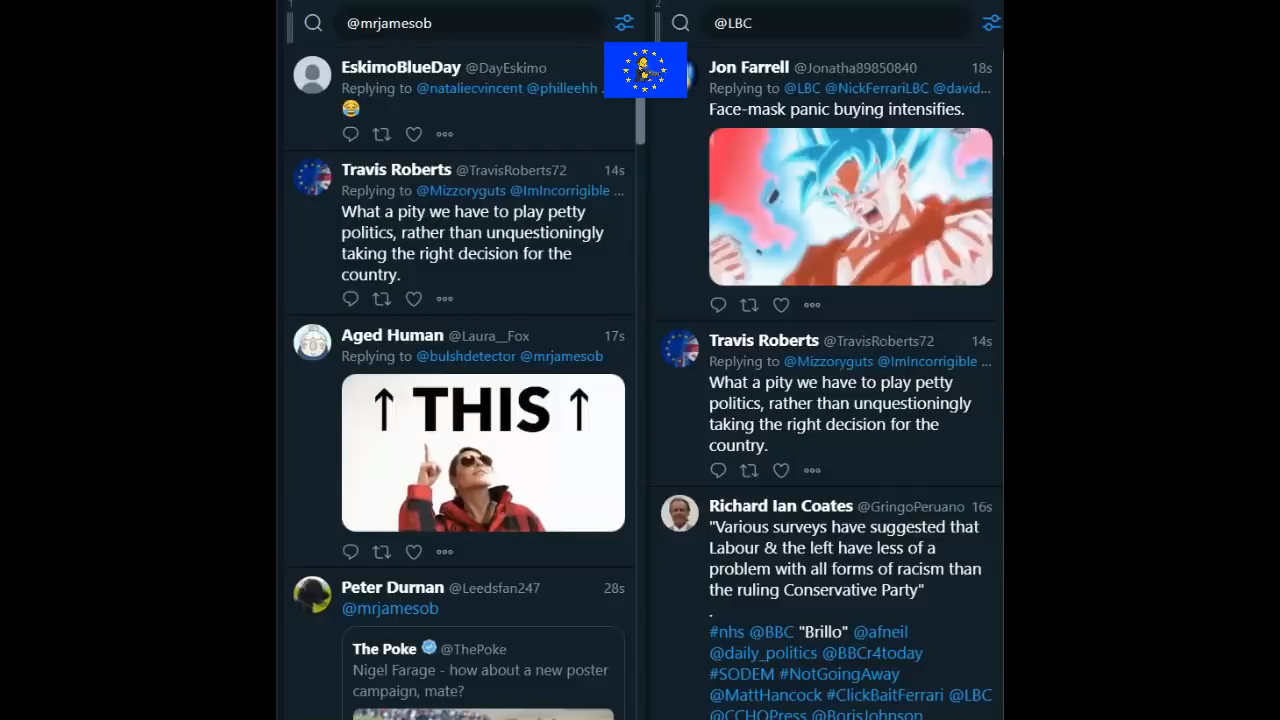 1
@mrjamesob
EskimoBlueDay @DayEskimo
Replying to @nataliecvincent @philleehh ...
😂
Travis Roberts @TravisRoberts72 14s
Replying to @Mizzoryguts @ImIncorrigible ...
What a pity we have to play petty
politics, rather than unquestioningly
taking the right decision for the
country.
Aged Human @Laura__Fox 17s
Replying to @bulshdetector @mrjamesob
↑ THIS ↑
Peter Durnan @Leedsfan247 28s
@mrjamesob
The Poke @ThePoke
Nigel Farage - how about a new poster
campaign, mate?
2
@LBC
Jon Farrell @Jonatha89850840 18s
Replying to @LBC @NickFerrariLBC @david...
Face-mask panic buying intensifies.
Travis Roberts @TravisRoberts72 14s
Replying to @Mizzoryguts @ImIncorrigible ...
What a pity we have to play petty
politics, rather than unquestioningly
taking the right decision for the
country.
Richard Ian Coates @GringoPeruano 16s
"Various surveys have suggested that
Labour & the left have less of a
problem with all forms of racism than
the ruling Conservative Party"
.
#nhs @BBC "Brillo" @afneil
@daily_politics @BBCr4today
#SODEM #NotGoingAway
@MattHancock #ClickBaitFerrari @LBC
@CCHQPress @BorisJohnson